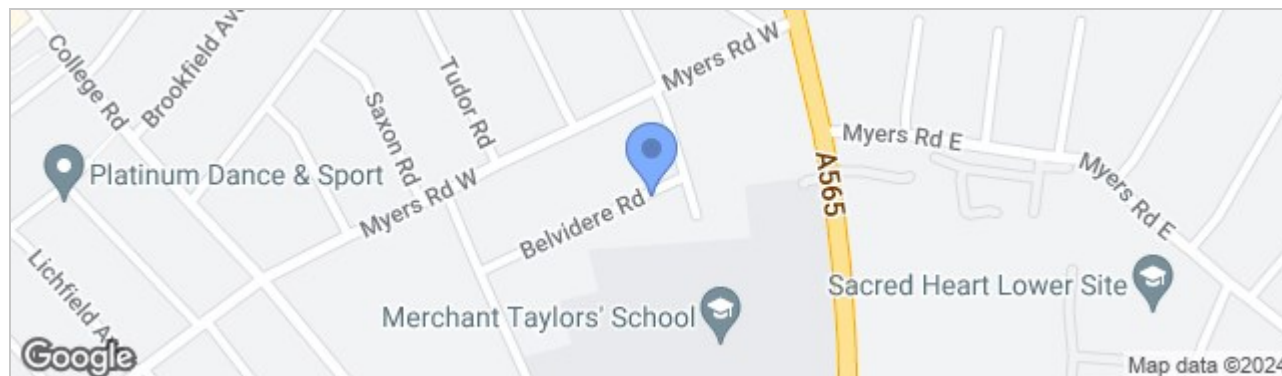 College Rd
Brookfield Ave
Tudor Rd
Myers Rd W
Saxon Rd
Myers Rd E
A565
Platinum Dance & Sport
Myers Rd W
Belvidere Rd
Myers Rd E
Lichfield Av
Merchant Taylors' School
Sacred Heart Lower Site
Google
Map data ©2024